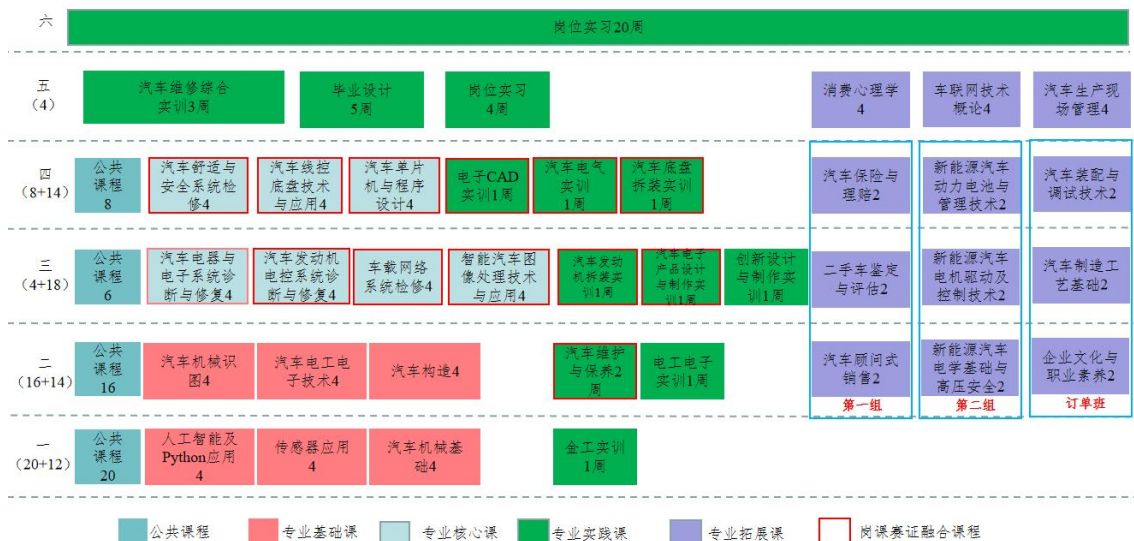 六
岗位实习20周
五
（4）
汽车维修综合
实训3周
毕业设计
5周
岗位实习
4周
消费心理学
4
车联网技术
概论4
汽车生产现
场管理4
四
（8+14）
公共
课程
8
汽车舒适与
安全系统检
修4
汽车线控
底盘技术
与应用4
汽车单片
机与程序
设计4
电子CAD
实训1周
汽车电气
实训
1周
汽车底盘
拆装实训
1周
汽车保险与
理赔2
新能源汽车
动力电池与
管理技术2
汽车装配与
调试技术2
三
（4+18）
公共
课程
6
汽车电器与
电子系统诊
断与修复4
汽车发动机
电控系统诊
断与修复4
车载网络
系统检修4
智能汽车图
像处理技术
与应用4
汽车发动
机拆装实
训1周
汽车电子
产品设计
与制作实
训1周
创新设计
与制作实
训1周
二手车鉴定
与评估2
新能源汽车
电机驱动及
控制技术2
汽车制造工
艺基础2
二
（16+14）
公共
课程
16
汽车机械识
图4
汽车电工电
子技术4
汽车构造4
汽车维护
与保养2
周
电工电子
实训1周
汽车顾问式
销售2
新能源汽车
电学基础与
高压安全2
企业文化与
职业素养2
第一组
第二组
订单班
一
（20+12）
公共
课程
20
人工智能及
Python应用
4
传感器应用
4
汽车机械基
础4
金工实训
1周
公共课程
专业基础课
专业核心课
专业实践课
专业拓展课
岗课赛证融合课程